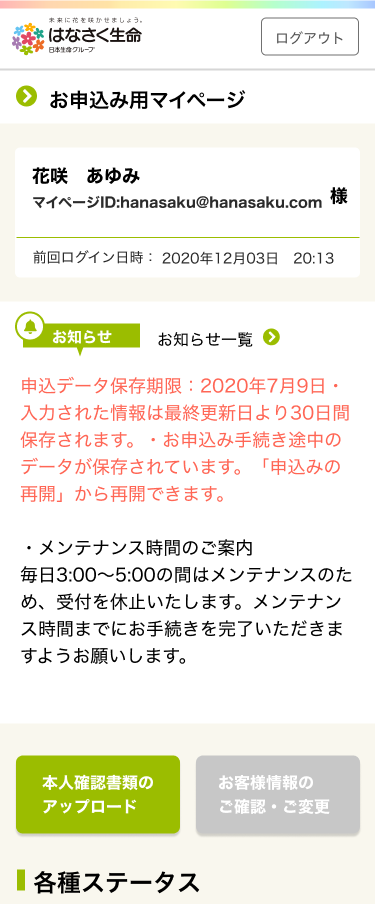 未来に花を咲かせましょう。
はなさく生命
日本生命グループ
ログアウト
お申込み用マイページ
花咲　あゆみ
マイページID:hanasaku@hanasaku.com 様
前回ログイン日時： 2020年12月03日　20:13
お知らせ
お知らせ一覧
申込データ保存期限：2020年7月9日・
入力された情報は最終更新日より30日間
保存されます。・お申込み手続き途中の
データが保存されています。「申込みの
再開」から再開できます。
・メンテナンス時間のご案内
毎日3:00〜5:00の間はメンテナンスのた
め、受付を休止いたします。メンテナン
ス時間までにお手続きを完了いただきま
すようお願いします。
本人確認書類の
アップロード
お客様情報の
ご確認・ご変更
各種ステータス